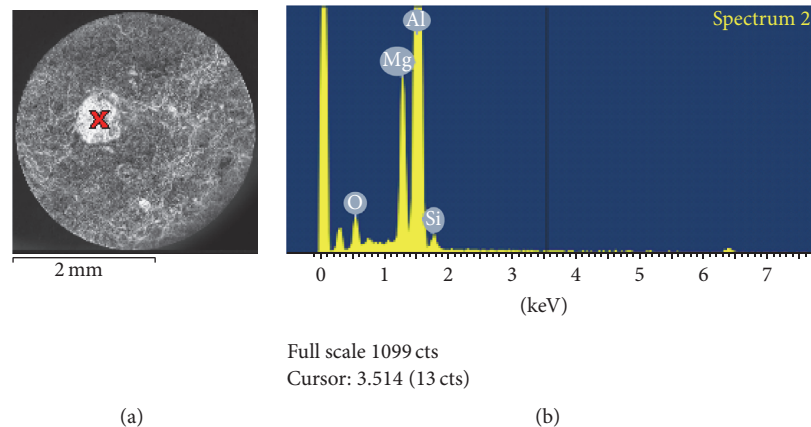 X
2 mm
(a)
Spectrum 2
Al
Mg
O
Si
0 1 2 3 4 5 6 7
(keV)
Full scale 1099 cts
Cursor: 3.514 (13 cts)
(b)